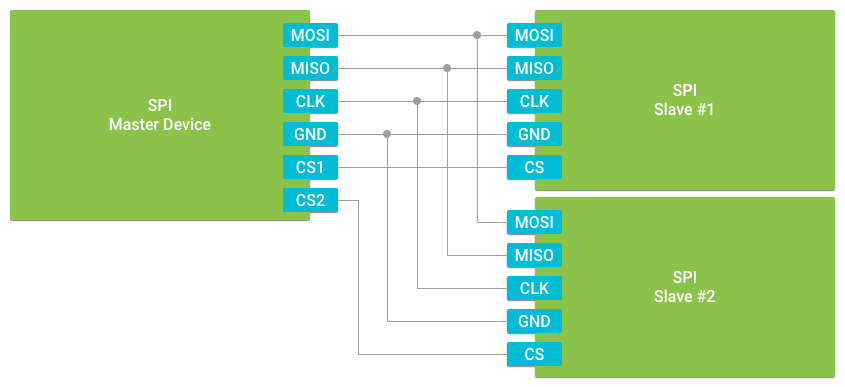 SPI
Master Device
MOSI
MISO
CLK
GND
CS1
CS2
MOSI
MISO
CLK
GND
CS
SPI
Slave #1
MOSI
MISO
CLK
GND
CS
SPI
Slave #2